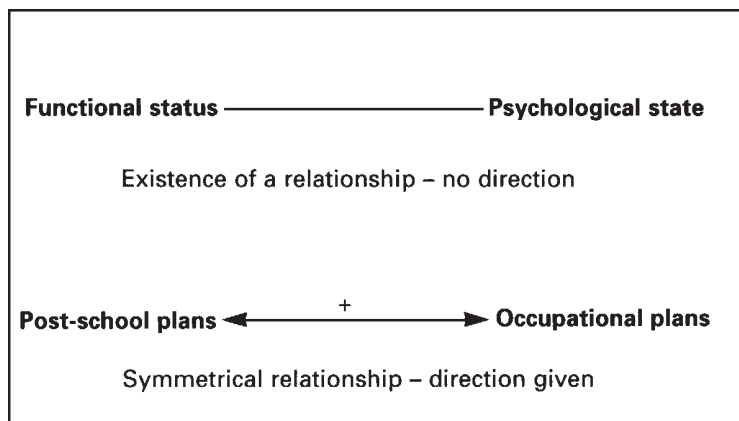 Functional status Psychological state
Existence of a relationship – no direction
+
Post-school plans Occupational plans
Symmetrical relationship – direction given